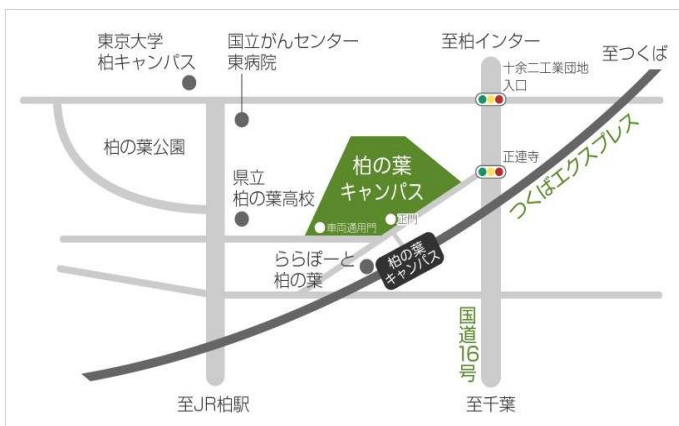 東京大学
柏キャンパス
国立がんセンター
東病院
至柏インター
至つくば
十余二工業団地
入口
柏の葉公園
柏の葉
キャンパス
正連寺
つくばエクスプレス
県立
柏の葉高校
車両通用門
正門
ららぽーと
柏の葉
柏の葉
キャンパス
国道16号
至JR柏駅
至千葉